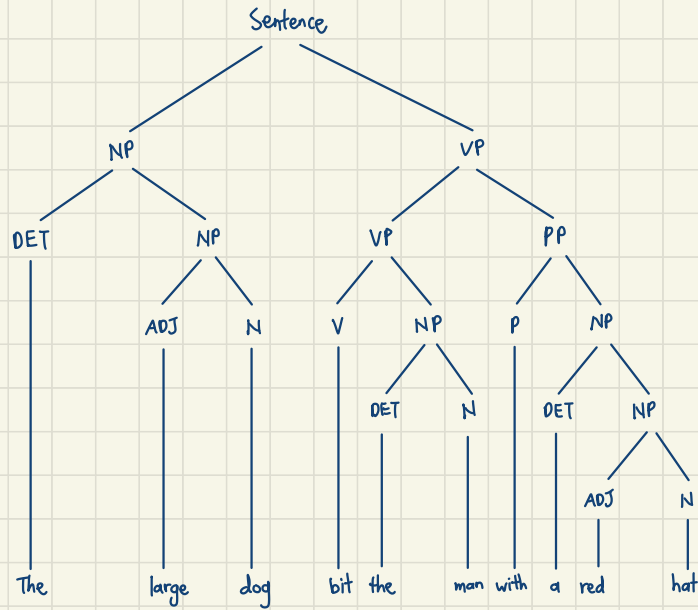 Sentence
NP VP
DET NP VP PP
ADJ N V NP P NP
DET N DET NP
ADJ N
The large dog bit the man with a red hat